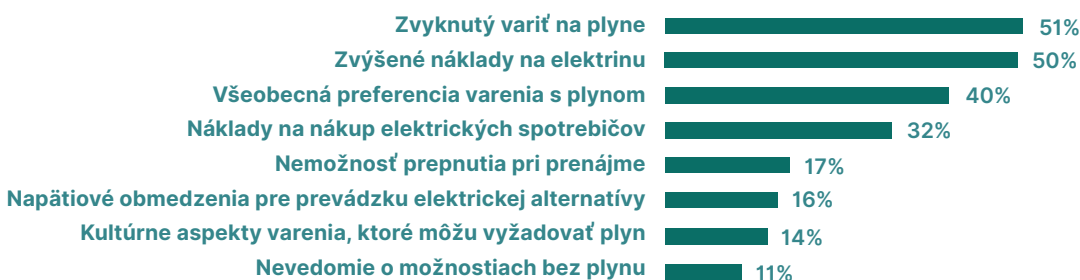 Zvyknutý variť na plyne 51%
Zvýšené náklady na elektrinu 50%
Všeobecná preferencia varenia s plynom 40%
Náklady na nákup elektrických spotrebičov 32%
Nemožnosť prepnutia pri prenájme 17%
Napätiové obmedzenia pre prevádzku elektrickej alternatívy 16%
Kultúrne aspekty varenia, ktoré môžu vyžadovať plyn 14%
Nevedomie o možnostiach bez plynu 11%